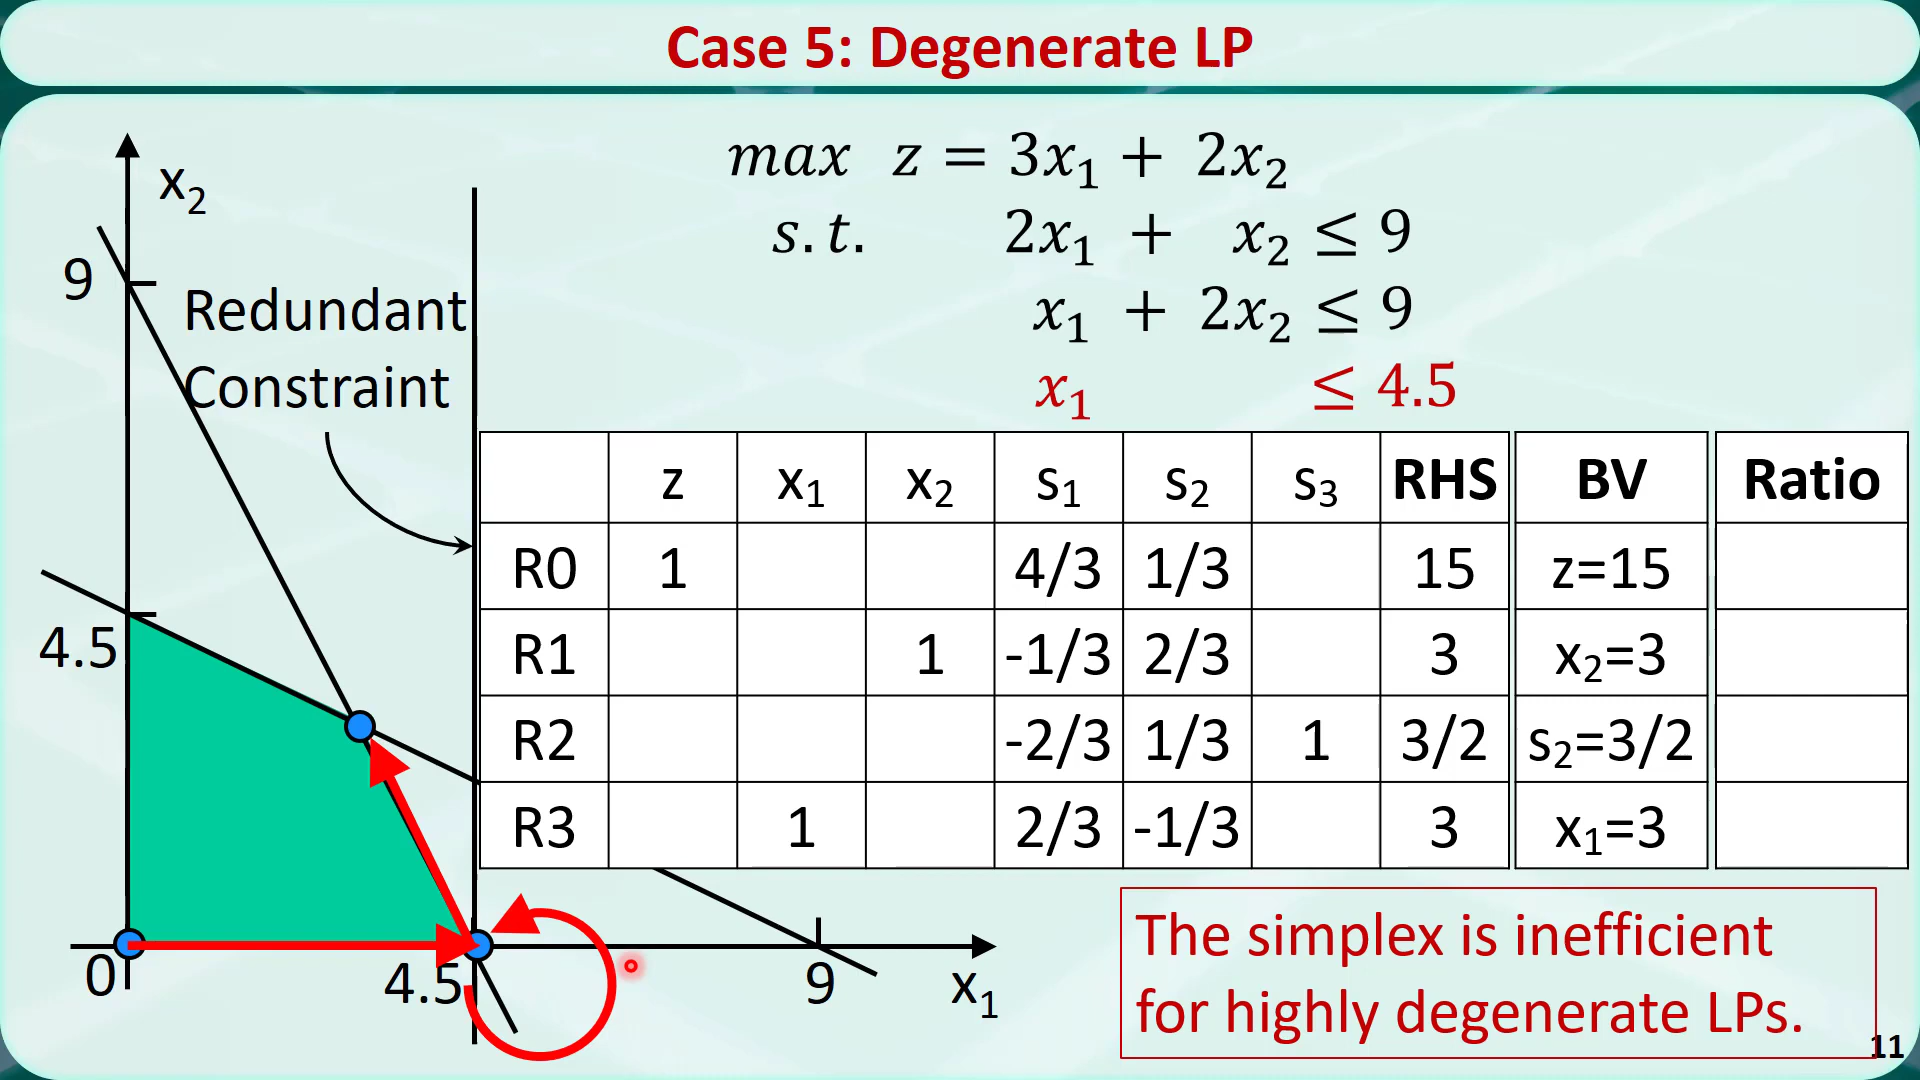 Case 5: Degenerate LP
x₂
9
Redundant
Constraint
4.5
0
4.5
9
x₁
max z = 3x₁ + 2x₂
s.t. 2x₁ + x₂ ≤ 9
x₁ + 2x₂ ≤ 9
x₁ ≤ 4.5
z x₁ x₂ s₁ s₂ s₃ RHS BV Ratio
R0 1 4/3 1/3 15 z=15
R1 1 -1/3 2/3 3 x₂=3
R2 -2/3 1/3 1 3/2 s₂=3/2
R3 1 2/3 -1/3 3 x₁=3
The simplex is inefficient
for highly degenerate LPs.
11